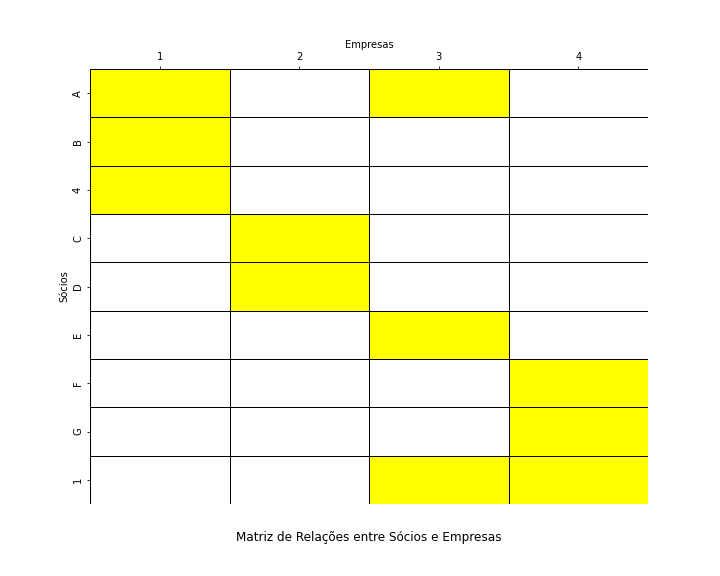 Empresas
1 2 3 4
A
B
4
C
D
E
F
G
1
Sócios
Matriz de Relações entre Sócios e Empresas